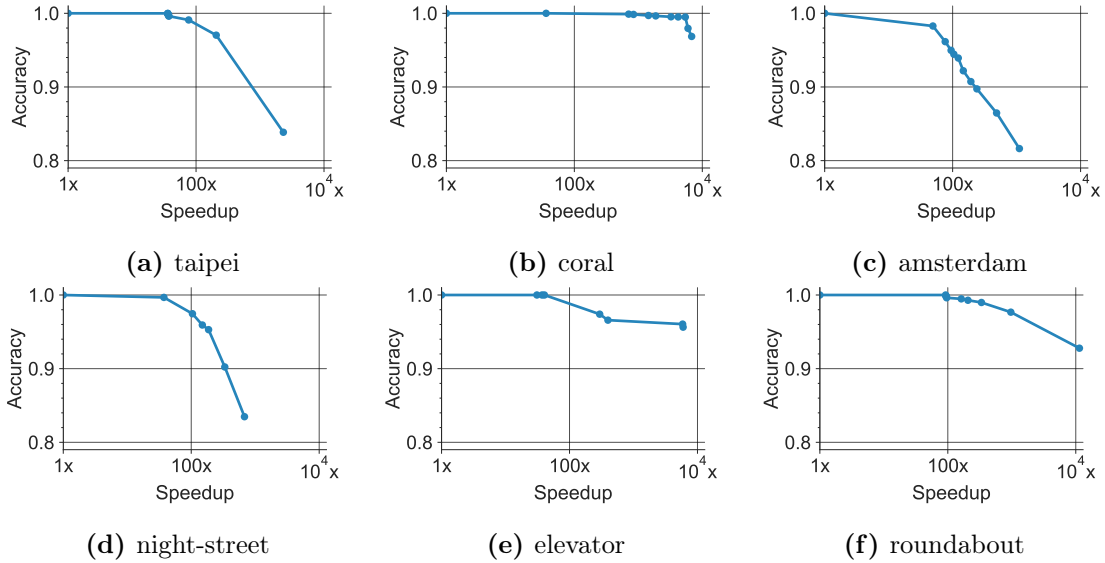 1.0
0.9
0.8
Accuracy
1x
100x
10^4 x
Speedup
(a) taipei
1.0
0.9
0.8
Accuracy
1x
100x
10^4 x
Speedup
(b) coral
1.0
0.9
0.8
Accuracy
1x
100x
10^4 x
Speedup
(c) amsterdam
1.0
0.9
0.8
Accuracy
1x
100x
10^4 x
Speedup
(d) night-street
1.0
0.9
0.8
Accuracy
1x
100x
10^4 x
Speedup
(e) elevator
1.0
0.9
0.8
Accuracy
1x
100x
10^4 x
Speedup
(f) roundabout